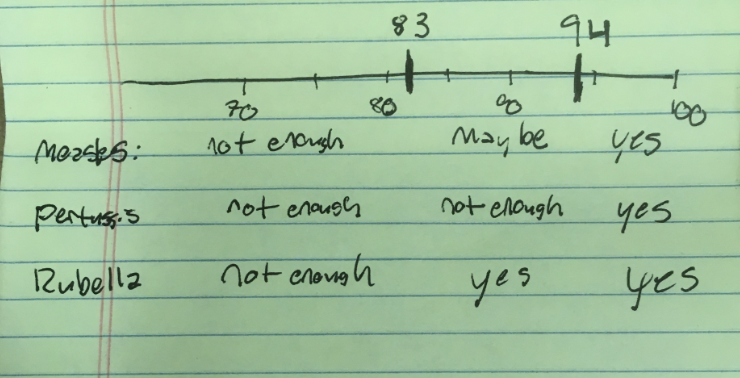 83 94
70 80 90 100
Measles: not enough Maybe yes
Pertussis not enough not enough yes
Rubella not enough yes yes